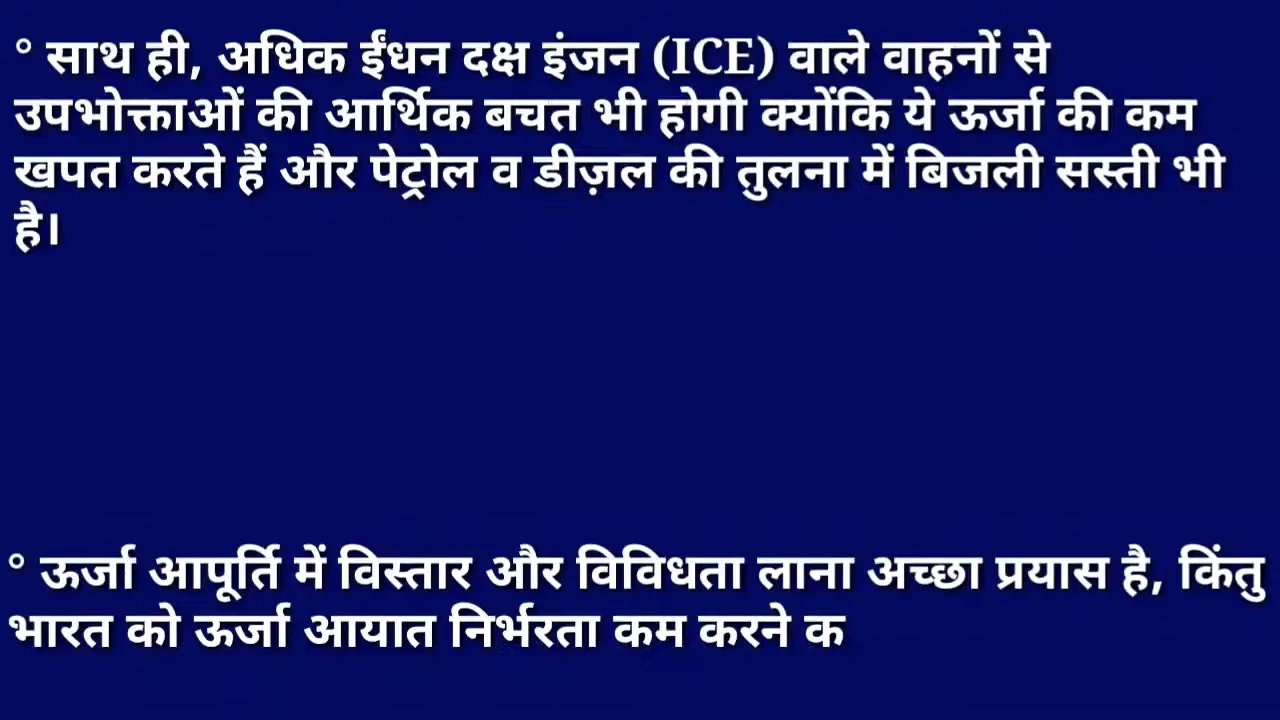 ° साथ ही, अधिक ईंधन दक्ष इंजन (ICE) वाले वाहनों से
उपभोक्ताओं की आर्थिक बचत भी होगी क्योंकि ये ऊर्जा की कम
खपत करते हैं और पेट्रोल व डीज़ल की तुलना में बिजली सस्ती भी
है।
° ऊर्जा आपूर्ति में विस्तार और विविधता लाना अच्छा प्रयास है, किंतु
भारत को ऊर्जा आयात निर्भरता कम करने क